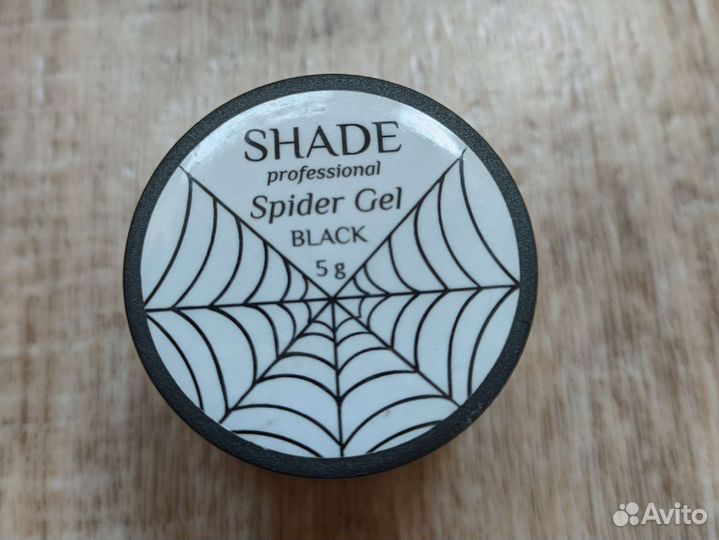 SHADE
professional
Spider Gel
BLACK
5 g
Avito